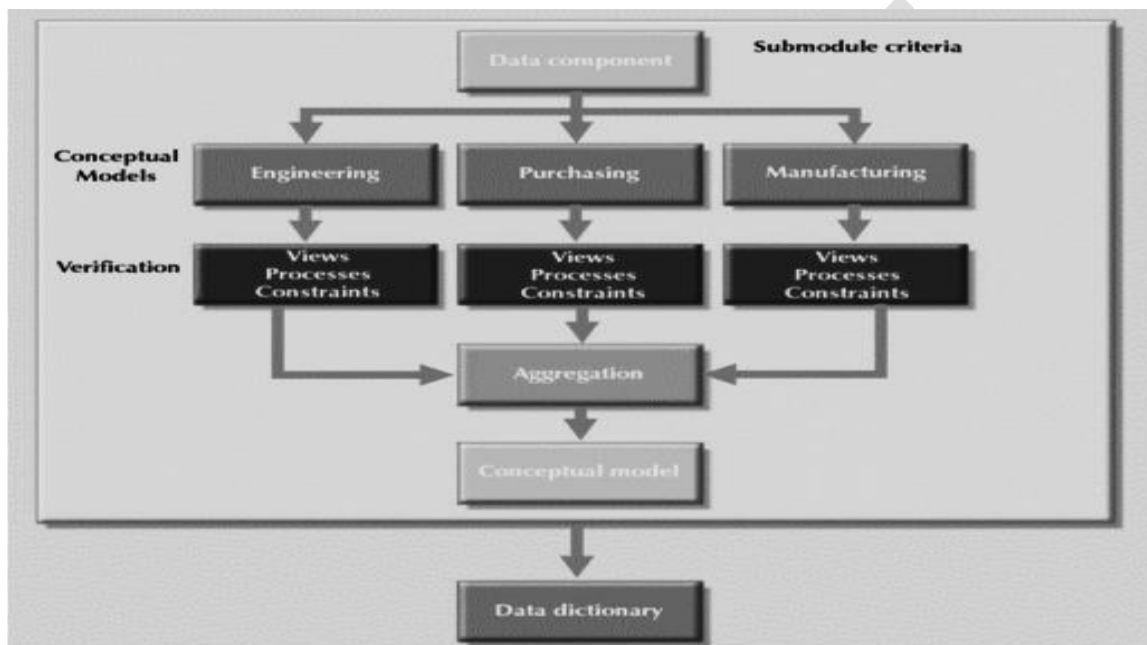 Data component
Submodule criteria
Conceptual
Models
Engineering
Purchasing
Manufacturing
Verification
Views
Processes
Constraints
Views
Processes
Constraints
Views
Processes
Constraints
Aggregation
Conceptual model
Data dictionary